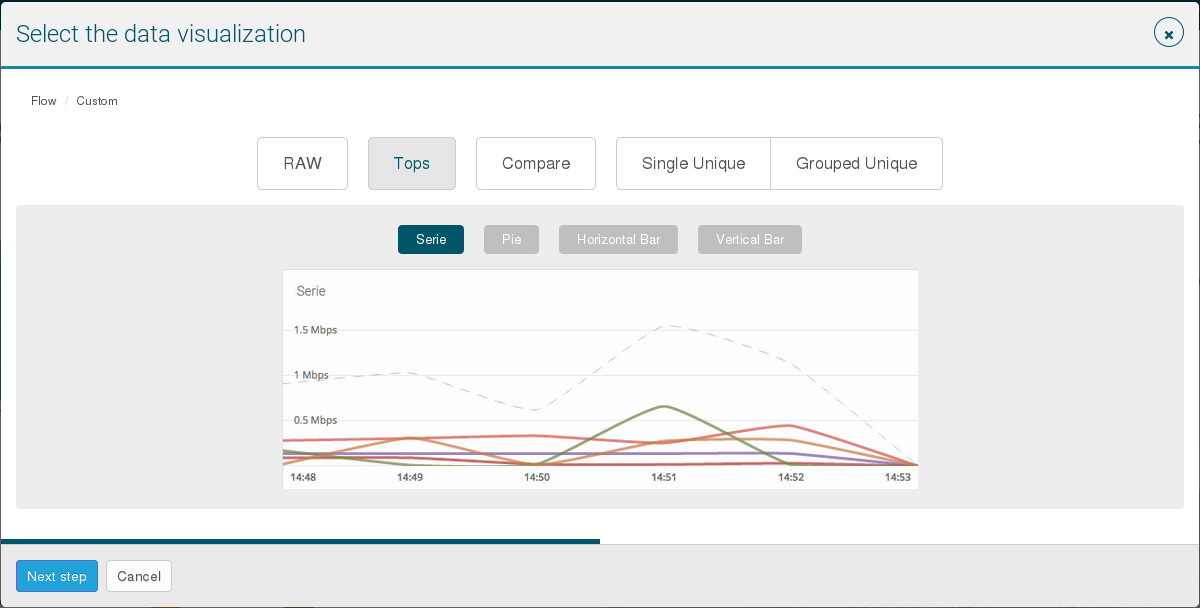 Select the data visualization
Flow / Custom
RAW Tops Compare Single Unique Grouped Unique
Serie Pie Horizontal Bar Vertical Bar
Serie
1.5 Mbps
1 Mbps
0.5 Mbps
14:48 14:49 14:50 14:51 14:52 14:53
Next step Cancel